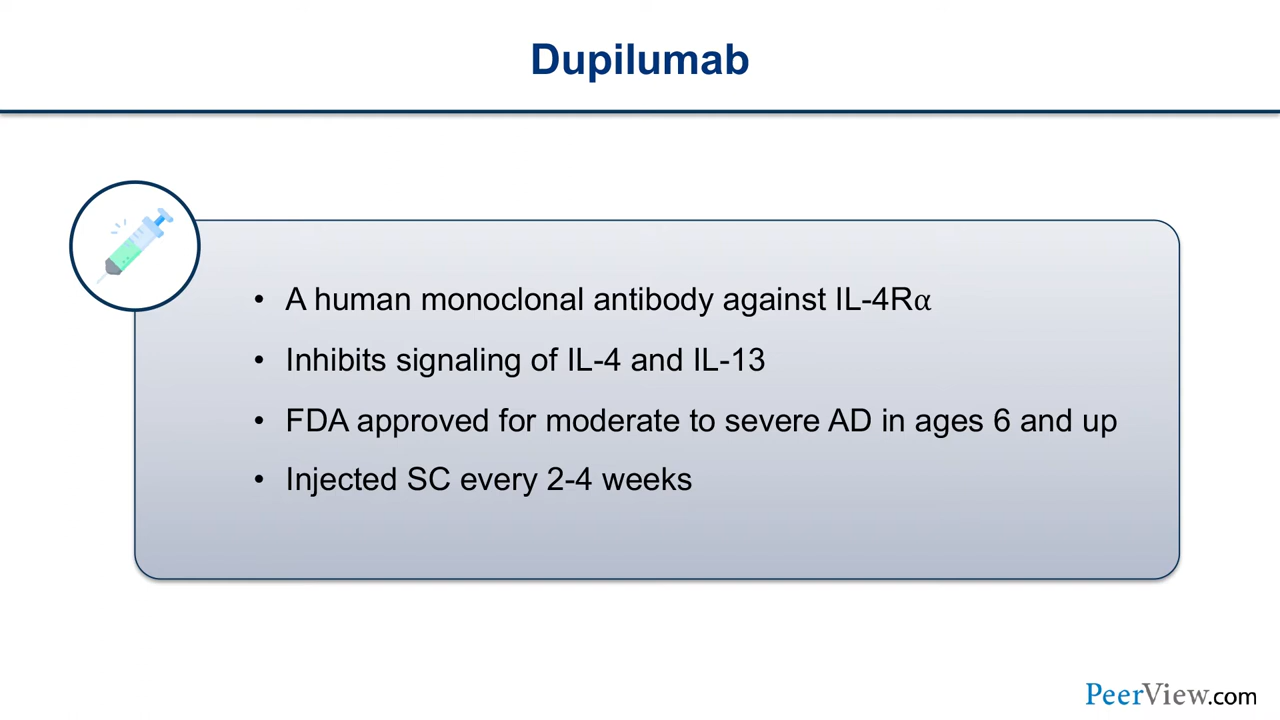 Dupilumab
• A human monoclonal antibody against IL-4Rα
• Inhibits signaling of IL-4 and IL-13
• FDA approved for moderate to severe AD in ages 6 and up
• Injected SC every 2-4 weeks
PeerView.com